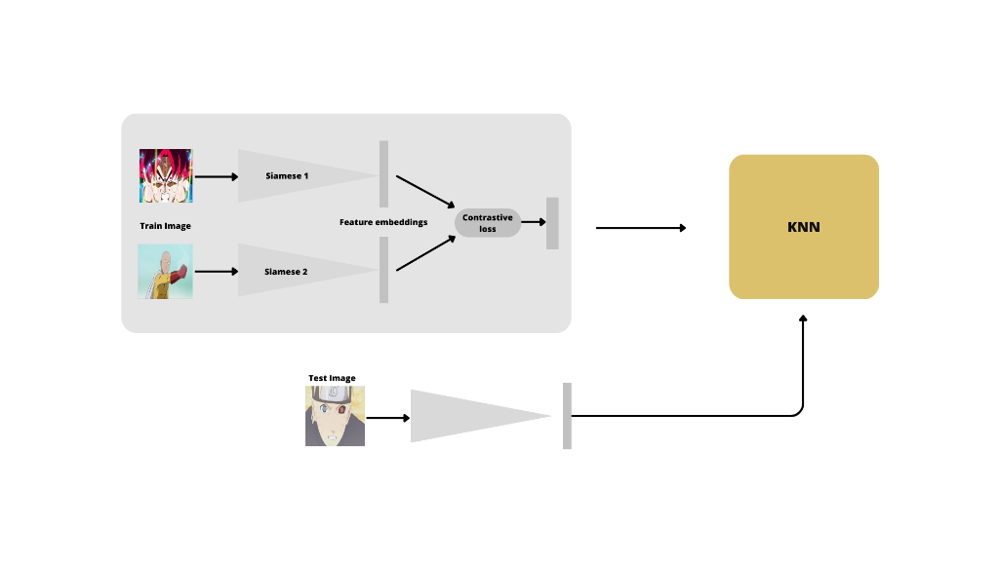 Siamese 1
Train Image
Feature embeddings
Contrastive
loss
Siamese 2
KNN
Test Image